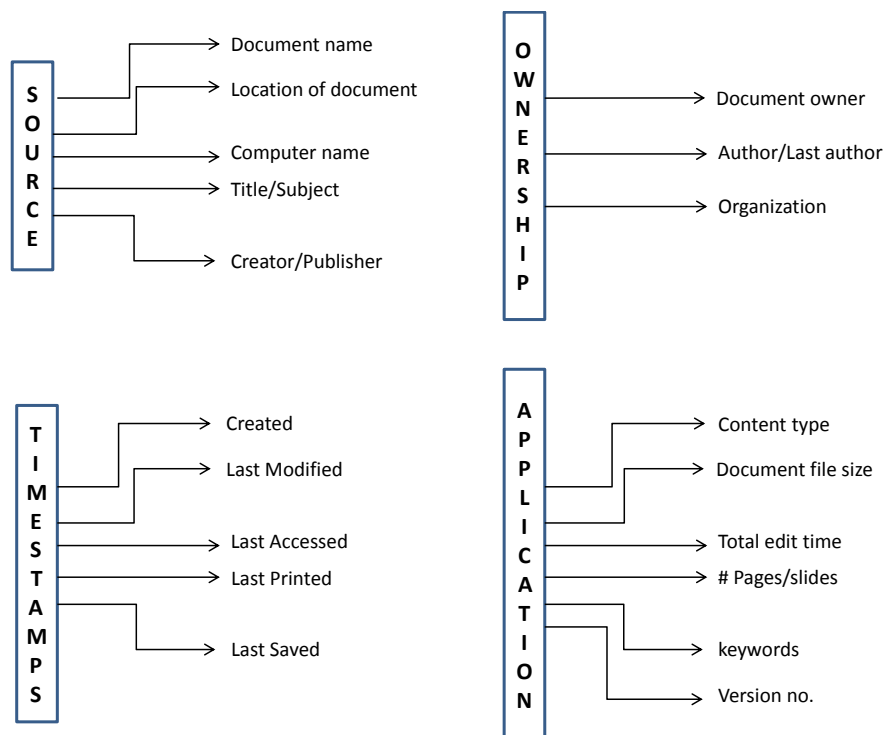 SOURCE
Document name
Location of document
Computer name
Title/Subject
Creator/Publisher
OWNERSHIP
Document owner
Author/Last author
Organization
TIMESTAMPS
Created
Last Modified
Last Accessed
Last Printed
Last Saved
APPLICATION
Content type
Document file size
Total edit time
# Pages/slides
keywords
Version no.